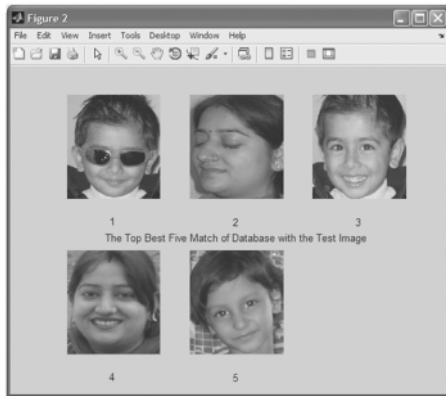 Figure 2
File Edit View Insert Tools Desktop Window Help
1 2 3
The Top Best Five Match of Database with the Test Image
4 5